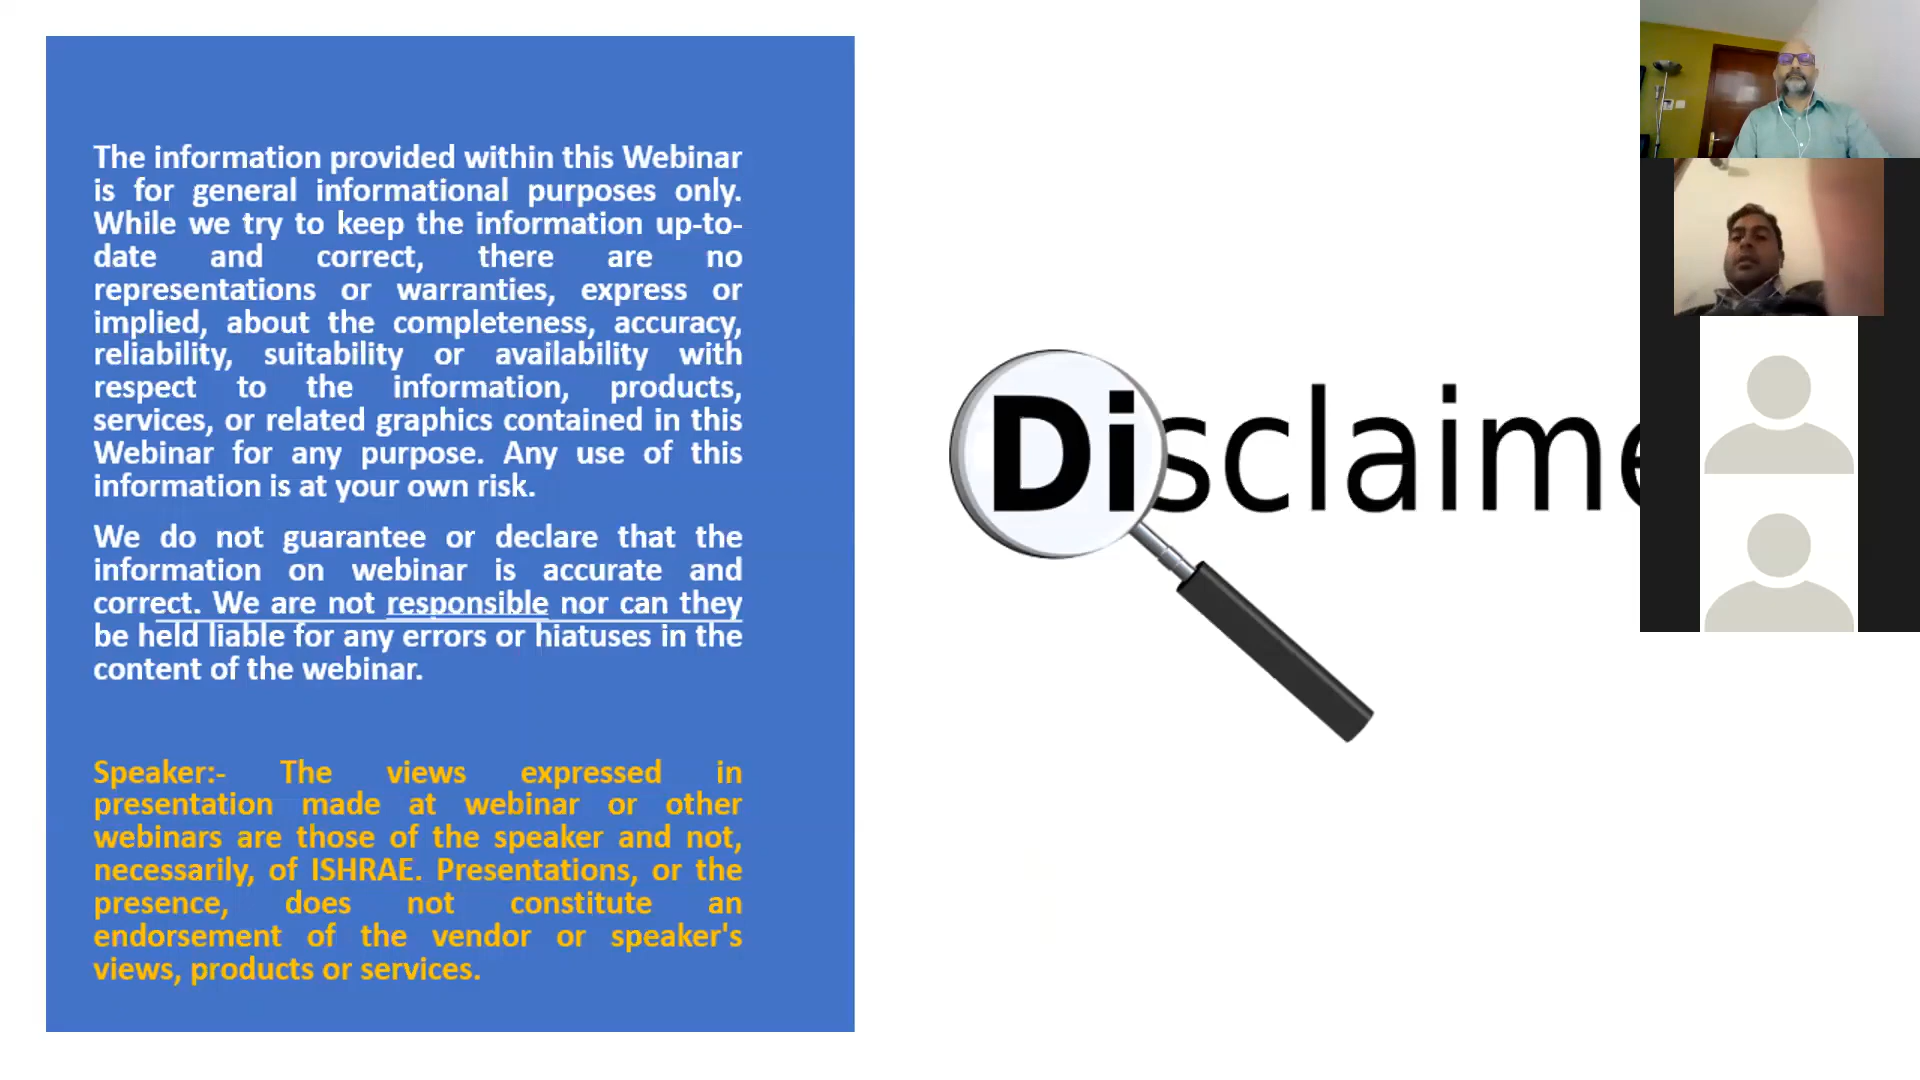 The information provided within this Webinar
is for general informational purposes only.
While we try to keep the information up-to-
date and correct, there are no
representations or warranties, express or
implied, about the completeness, accuracy,
reliability, suitability or availability with
respect to the information, products,
services, or related graphics contained in this
Webinar for any purpose. Any use of this
information is at your own risk.
We do not guarantee or declare that the
information on webinar is accurate and
correct. We are not responsible nor can they
be held liable for any errors or hiatuses in the
content of the webinar.
Speaker:- The views expressed in
presentation made at webinar or other
webinars are those of the speaker and not,
necessarily, of ISHRAE. Presentations, or the
presence, does not constitute an
endorsement of the vendor or speaker's
views, products or services.
Disclaime